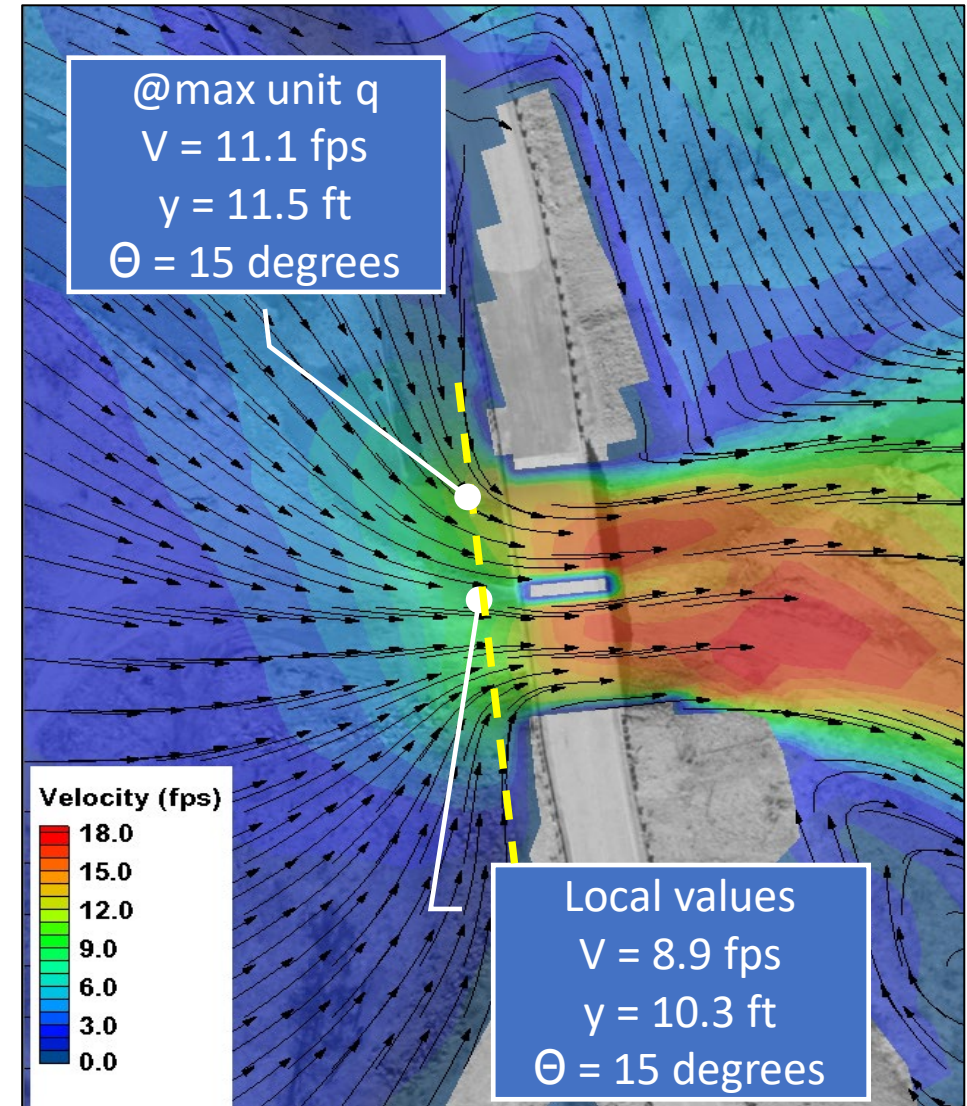 @max unit q
V = 11.1 fps
y = 11.5 ft
Θ = 15 degrees
Velocity (fps)
18.0
15.0
12.0
9.0
6.0
3.0
0.0
Local values
V = 8.9 fps
y = 10.3 ft
Θ = 15 degrees